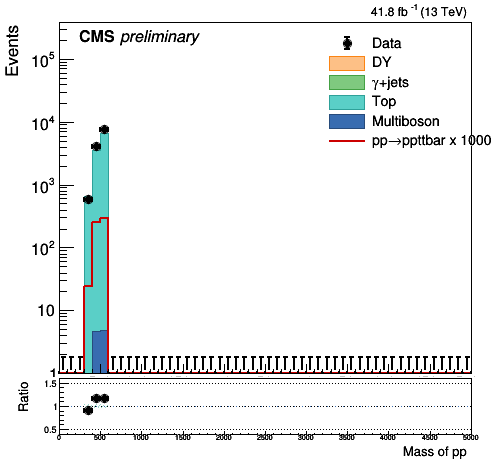 41.8 fb⁻¹ (13 TeV)
CMS preliminary
Events
Data
DY
γ+jets
Top
Multiboson
pp→ppttbar x 1000
10⁵
10⁴
10³
10²
10
1
Ratio
1.5
1
0.5
0 500 1000 1500 2000 2500 3000 3500 4000 4500 5000
Mass of pp